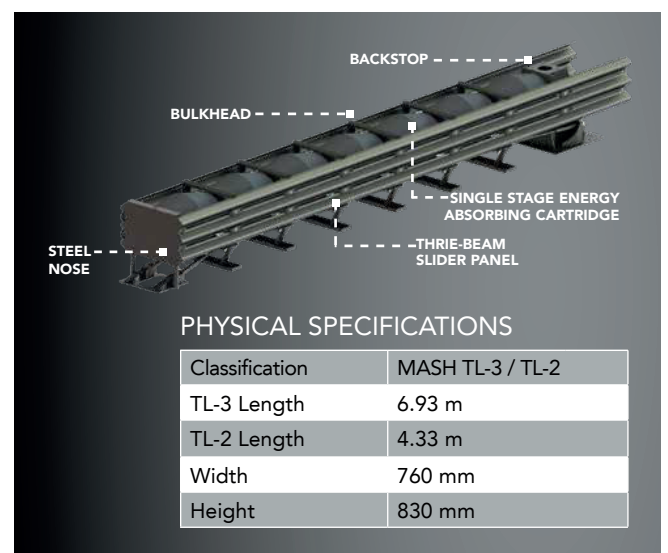 BACKSTOP
BULKHEAD
SINGLE STAGE ENERGY
ABSORBING CARTRIDGE
THRIE-BEAM
SLIDER PANEL
STEEL
NOSE
PHYSICAL SPECIFICATIONS
Classification MASH TL-3 / TL-2
TL-3 Length 6.93 m
TL-2 Length 4.33 m
Width 760 mm
Height 830 mm